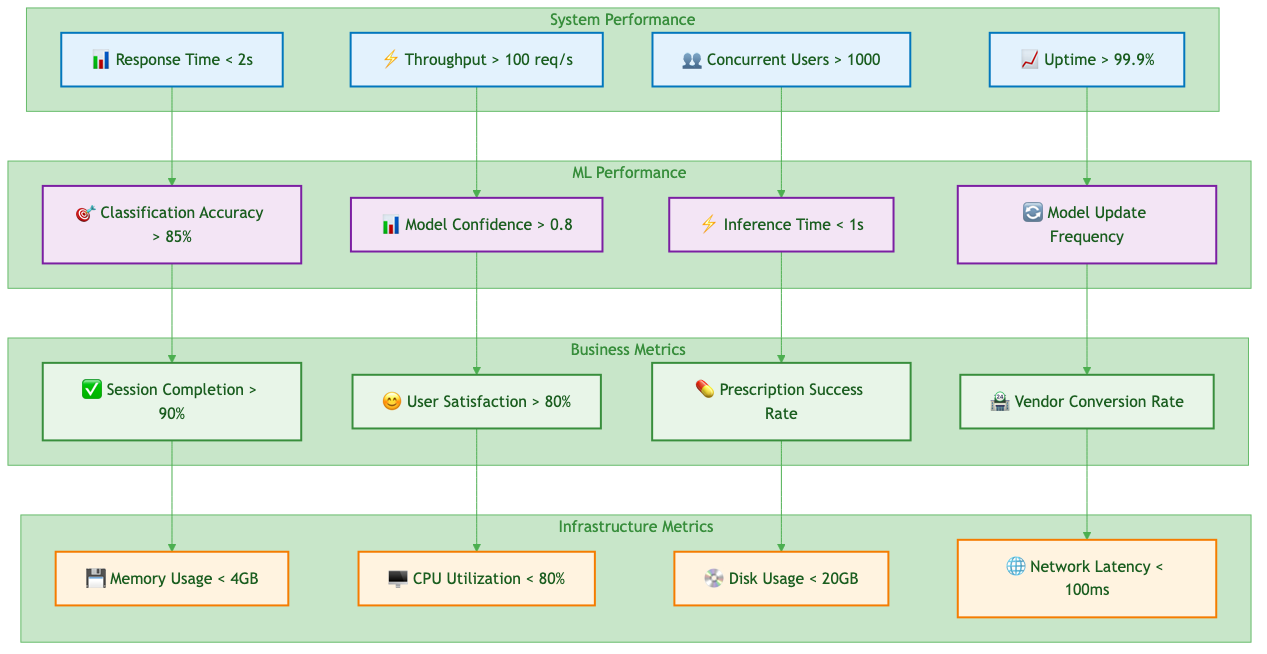 System Performance
📊 Response Time < 2s
⚡ Throughput > 100 req/s
👥 Concurrent Users > 1000
📈 Uptime > 99.9%
ML Performance
🎯 Classification Accuracy
> 85%
📊 Model Confidence > 0.8
⚡ Inference Time < 1s
🔄 Model Update
Frequency
Business Metrics
✅ Session Completion >
90%
😊 User Satisfaction > 80%
💊 Prescription Success
Rate
🏪 Vendor Conversion Rate
Infrastructure Metrics
💾 Memory Usage < 4GB
🖥️ CPU Utilization < 80%
💿 Disk Usage < 20GB
🌐 Network Latency <
100ms